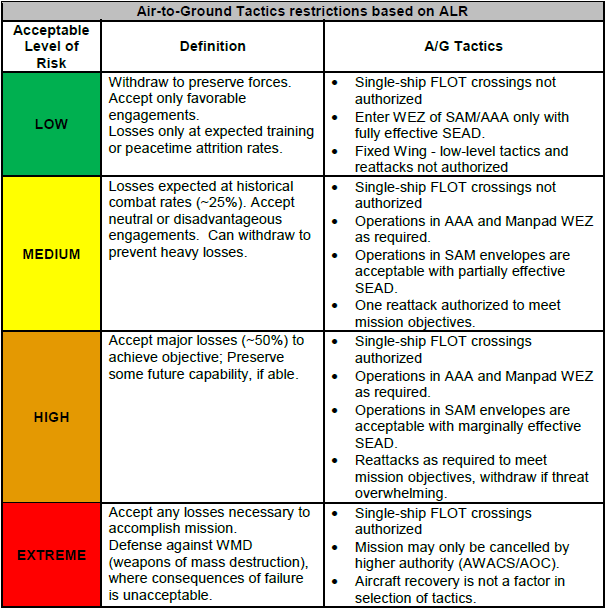 Air-to-Ground Tactics restrictions based on ALR
Acceptable
Level of
Risk
Definition
A/G Tactics
LOW
Withdraw to preserve forces.
Accept only favorable
engagements.
Losses only at expected training
or peacetime attrition rates.
• Single-ship FLOT crossings not
authorized
• Enter WEZ of SAM/AAA only with
fully effective SEAD.
• Fixed Wing - low-level tactics and
reattacks not authorized
MEDIUM
Losses expected at historical
combat rates (~25%). Accept
neutral or disadvantageous
engagements.  Can withdraw to
prevent heavy losses.
• Single-ship FLOT crossings not
authorized
• Operations in AAA and Manpad WEZ
as required.
• Operations in SAM envelopes are
acceptable with partially effective
SEAD.
• One reattack authorized to meet
mission objectives.
HIGH
Accept major losses (~50%) to
achieve objective; Preserve
some future capability, if able.
• Single-ship FLOT crossings
authorized
• Operations in AAA and Manpad WEZ
as required.
• Operations in SAM envelopes are
acceptable with marginally effective
SEAD.
• Reattacks as required to meet
mission objectives, withdraw if threat
overwhelming.
EXTREME
Accept any losses necessary to
accomplish mission.
Defense against WMD
(weapons of mass destruction),
where consequences of failure
is unacceptable.
• Single-ship FLOT crossings
authorized
• Mission may only be cancelled by
higher authority (AWACS/AOC).
• Aircraft recovery is not a factor in
selection of tactics.